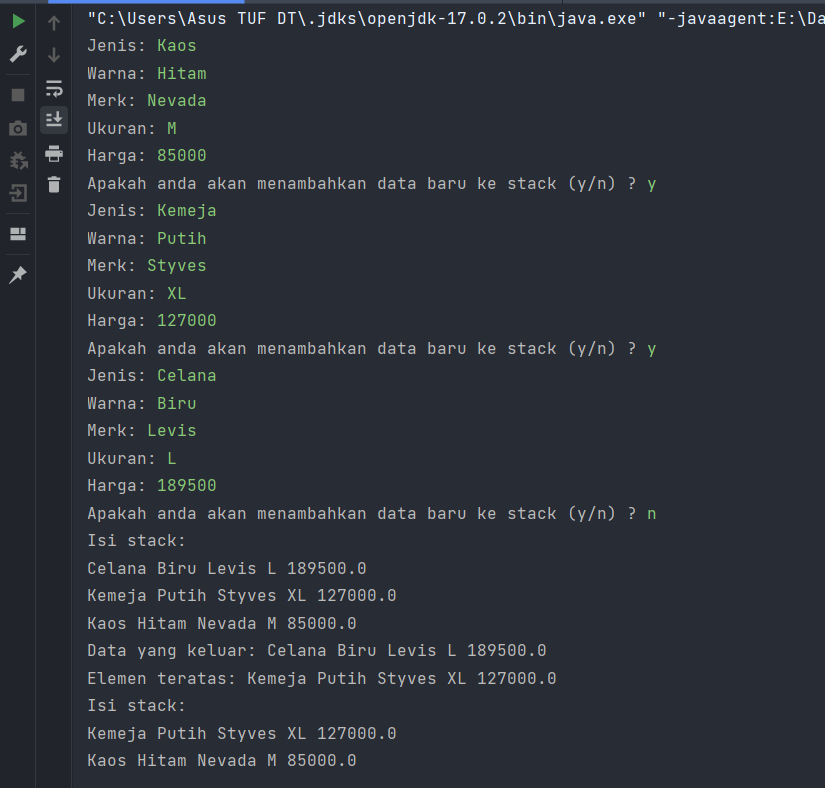 "C:\Users\Asus TUF DT\.jdks\openjdk-17.0.2\bin\java.exe" "-javaagent:E:\Da
Jenis: Kaos
Warna: Hitam
Merk: Nevada
Ukuran: M
Harga: 85000
Apakah anda akan menambahkan data baru ke stack (y/n) ? y
Jenis: Kemeja
Warna: Putih
Merk: Styves
Ukuran: XL
Harga: 127000
Apakah anda akan menambahkan data baru ke stack (y/n) ? y
Jenis: Celana
Warna: Biru
Merk: Levis
Ukuran: L
Harga: 189500
Apakah anda akan menambahkan data baru ke stack (y/n) ? n
Isi stack:
Celana Biru Levis L 189500.0
Kemeja Putih Styves XL 127000.0
Kaos Hitam Nevada M 85000.0
Data yang keluar: Celana Biru Levis L 189500.0
Elemen teratas: Kemeja Putih Styves XL 127000.0
Isi stack:
Kemeja Putih Styves XL 127000.0
Kaos Hitam Nevada M 85000.0